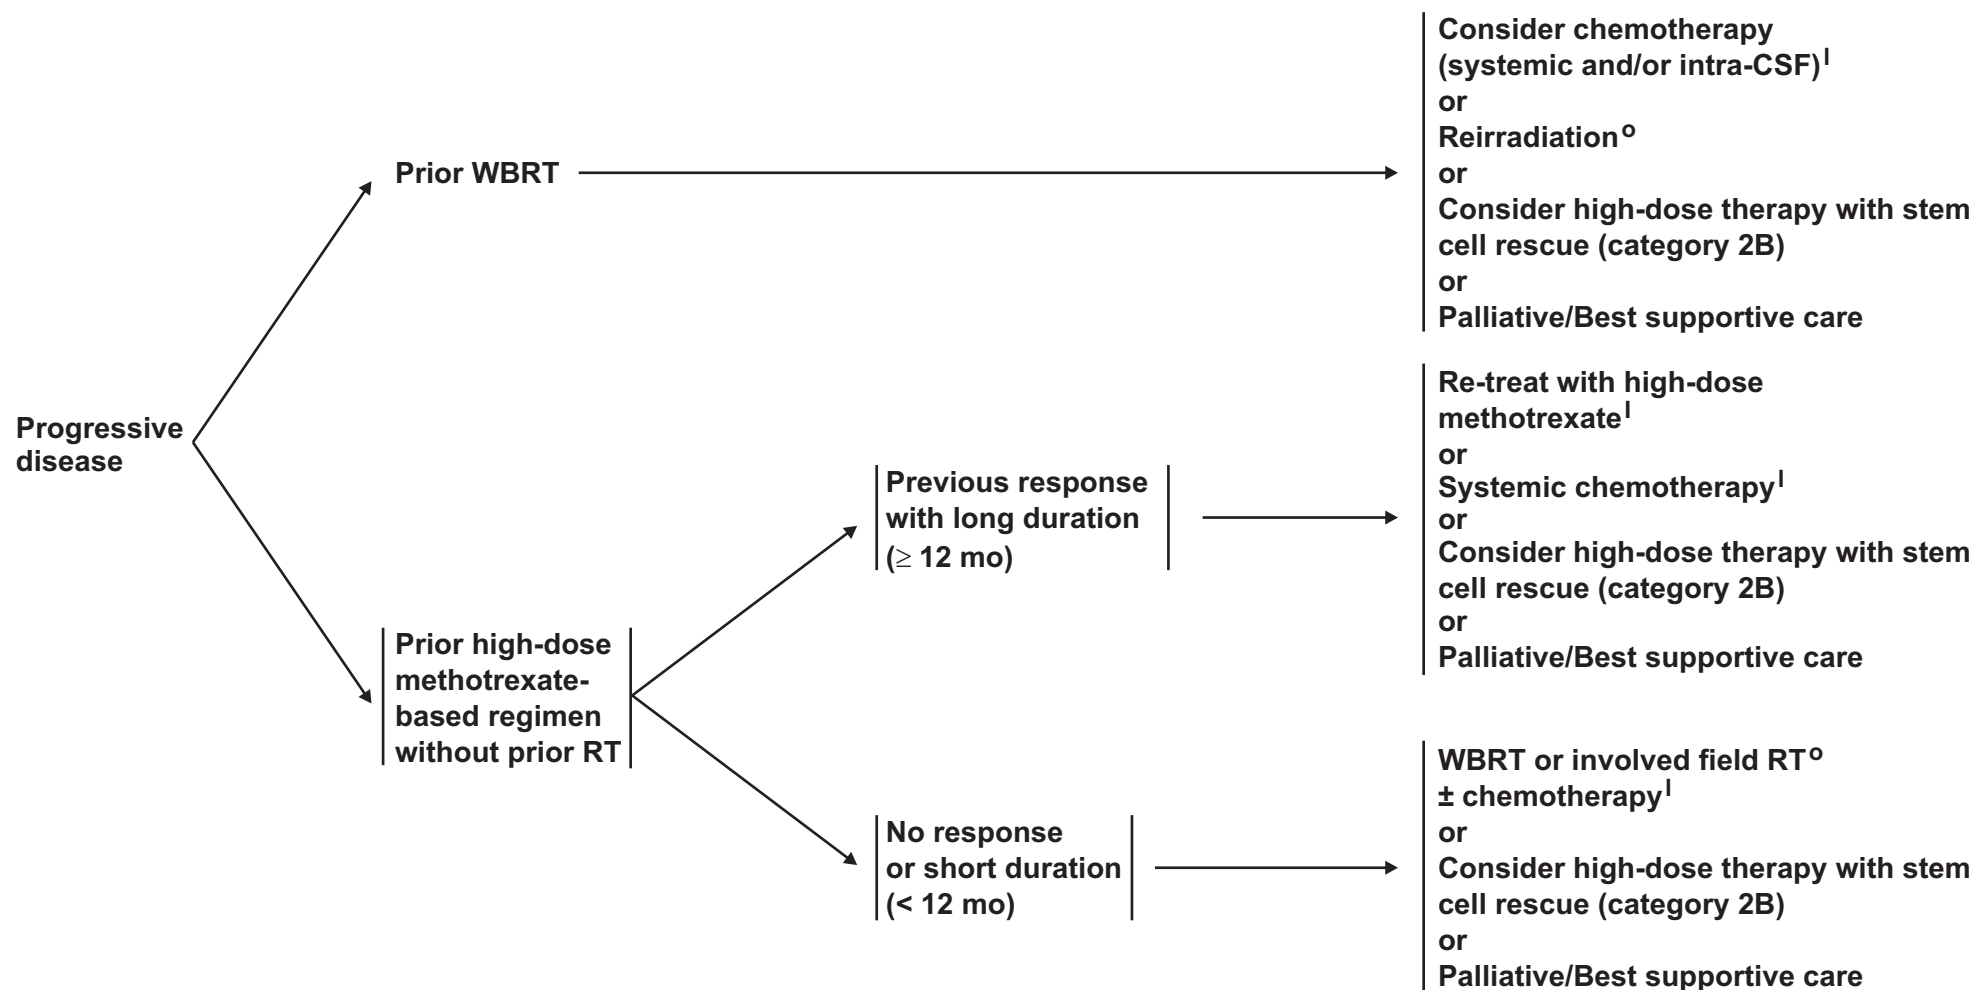 Progressive
disease
Prior WBRT
Consider chemotherapy
(systemic and/or intra-CSF)l
or
Reirradiationo
or
Consider high-dose therapy with stem
cell rescue (category 2B)
or
Palliative/Best supportive care
Prior high-dose
methotrexate-
based regimen
without prior RT
Previous response
with long duration
(≥ 12 mo)
Re-treat with high-dose
methotrexatel
or
Systemic chemotherapyl
or
Consider high-dose therapy with stem
cell rescue (category 2B)
or
Palliative/Best supportive care
No response
or short duration
(< 12 mo)
WBRT or involved field RTo
± chemotherapyl
or
Consider high-dose therapy with stem
cell rescue (category 2B)
or
Palliative/Best supportive care